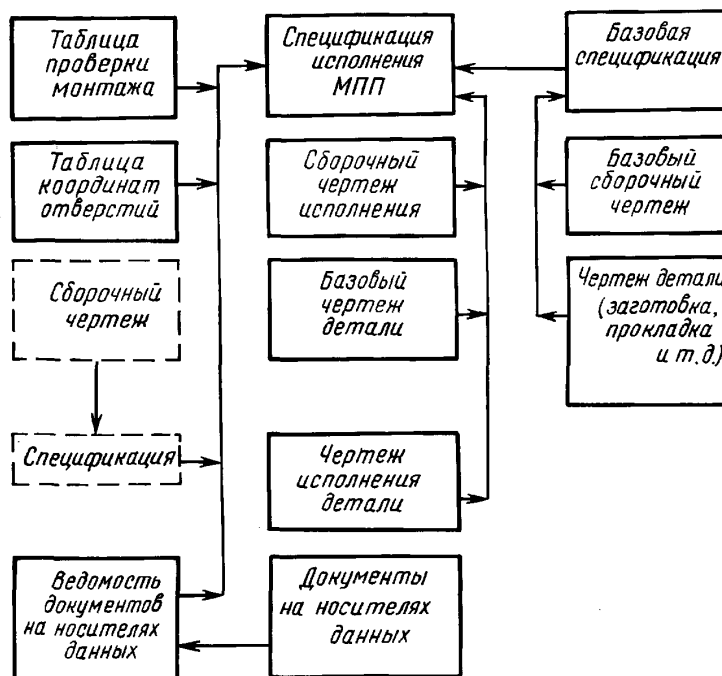 Таблица
проверки
монтажа
Спецификация
исполнения
МПП
Базовая
спецификация
Таблица
координат
отверстий
Сборочный
чертеж
исполнения
Базовый
сборочный
чертеж
Сборочный
чертеж
Базовый
чертеж
детали
Чертеж детали
(заготовка,
прокладка
и т.д.)
Спецификация
Чертеж
исполнения
детали
Ведомость
документов
на носителях
данных
Документы
на носителях
данных